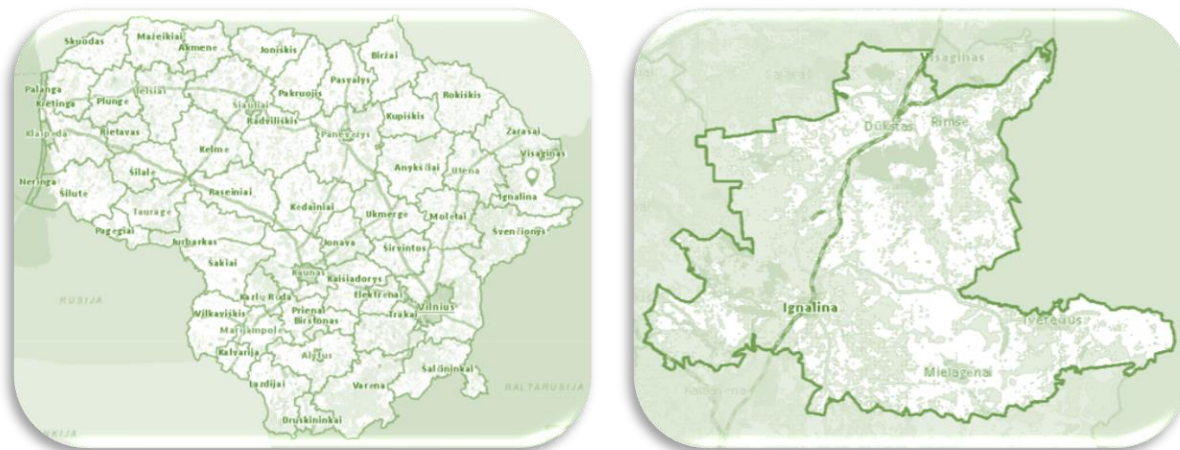 Skuodas
Mažeikiai
Akmenė
Joniškis
Biržai
Pasvalys
Palanga
Kretinga
Plungė
Telšiai
Šiauliai
Pakruojis
Rokiškis
Klaipėda
Rietavas
Radviliškis
Panevėžys
Kupiškis
Zarasai
Kelmė
Visaginas
Neringa
Šilutė
Šilalė
Raseiniai
Anykščiai
Utena
Ignalina
Tauragė
Kėdainiai
Ukmergė
Molėtai
Pagėgiai
Jurbarkas
Jonava
Širvintos
Švenčionys
Šakiai
Kaunas
Kaišiadorys
RUSIJA
Kazlų Rūda
Elektrėnai
Vilnius
Vilkaviškis
Prienai
Birštonas
Trakai
Marijampolė
Kalvarija
Alytus
Šalčininkai
Lazdijai
Varėna
BALTARUSIJA
Druskininkai
NKIJA
Visaginas
Dūkštas
Rimšė
Ignalina
Tverečius
Mielagėnai